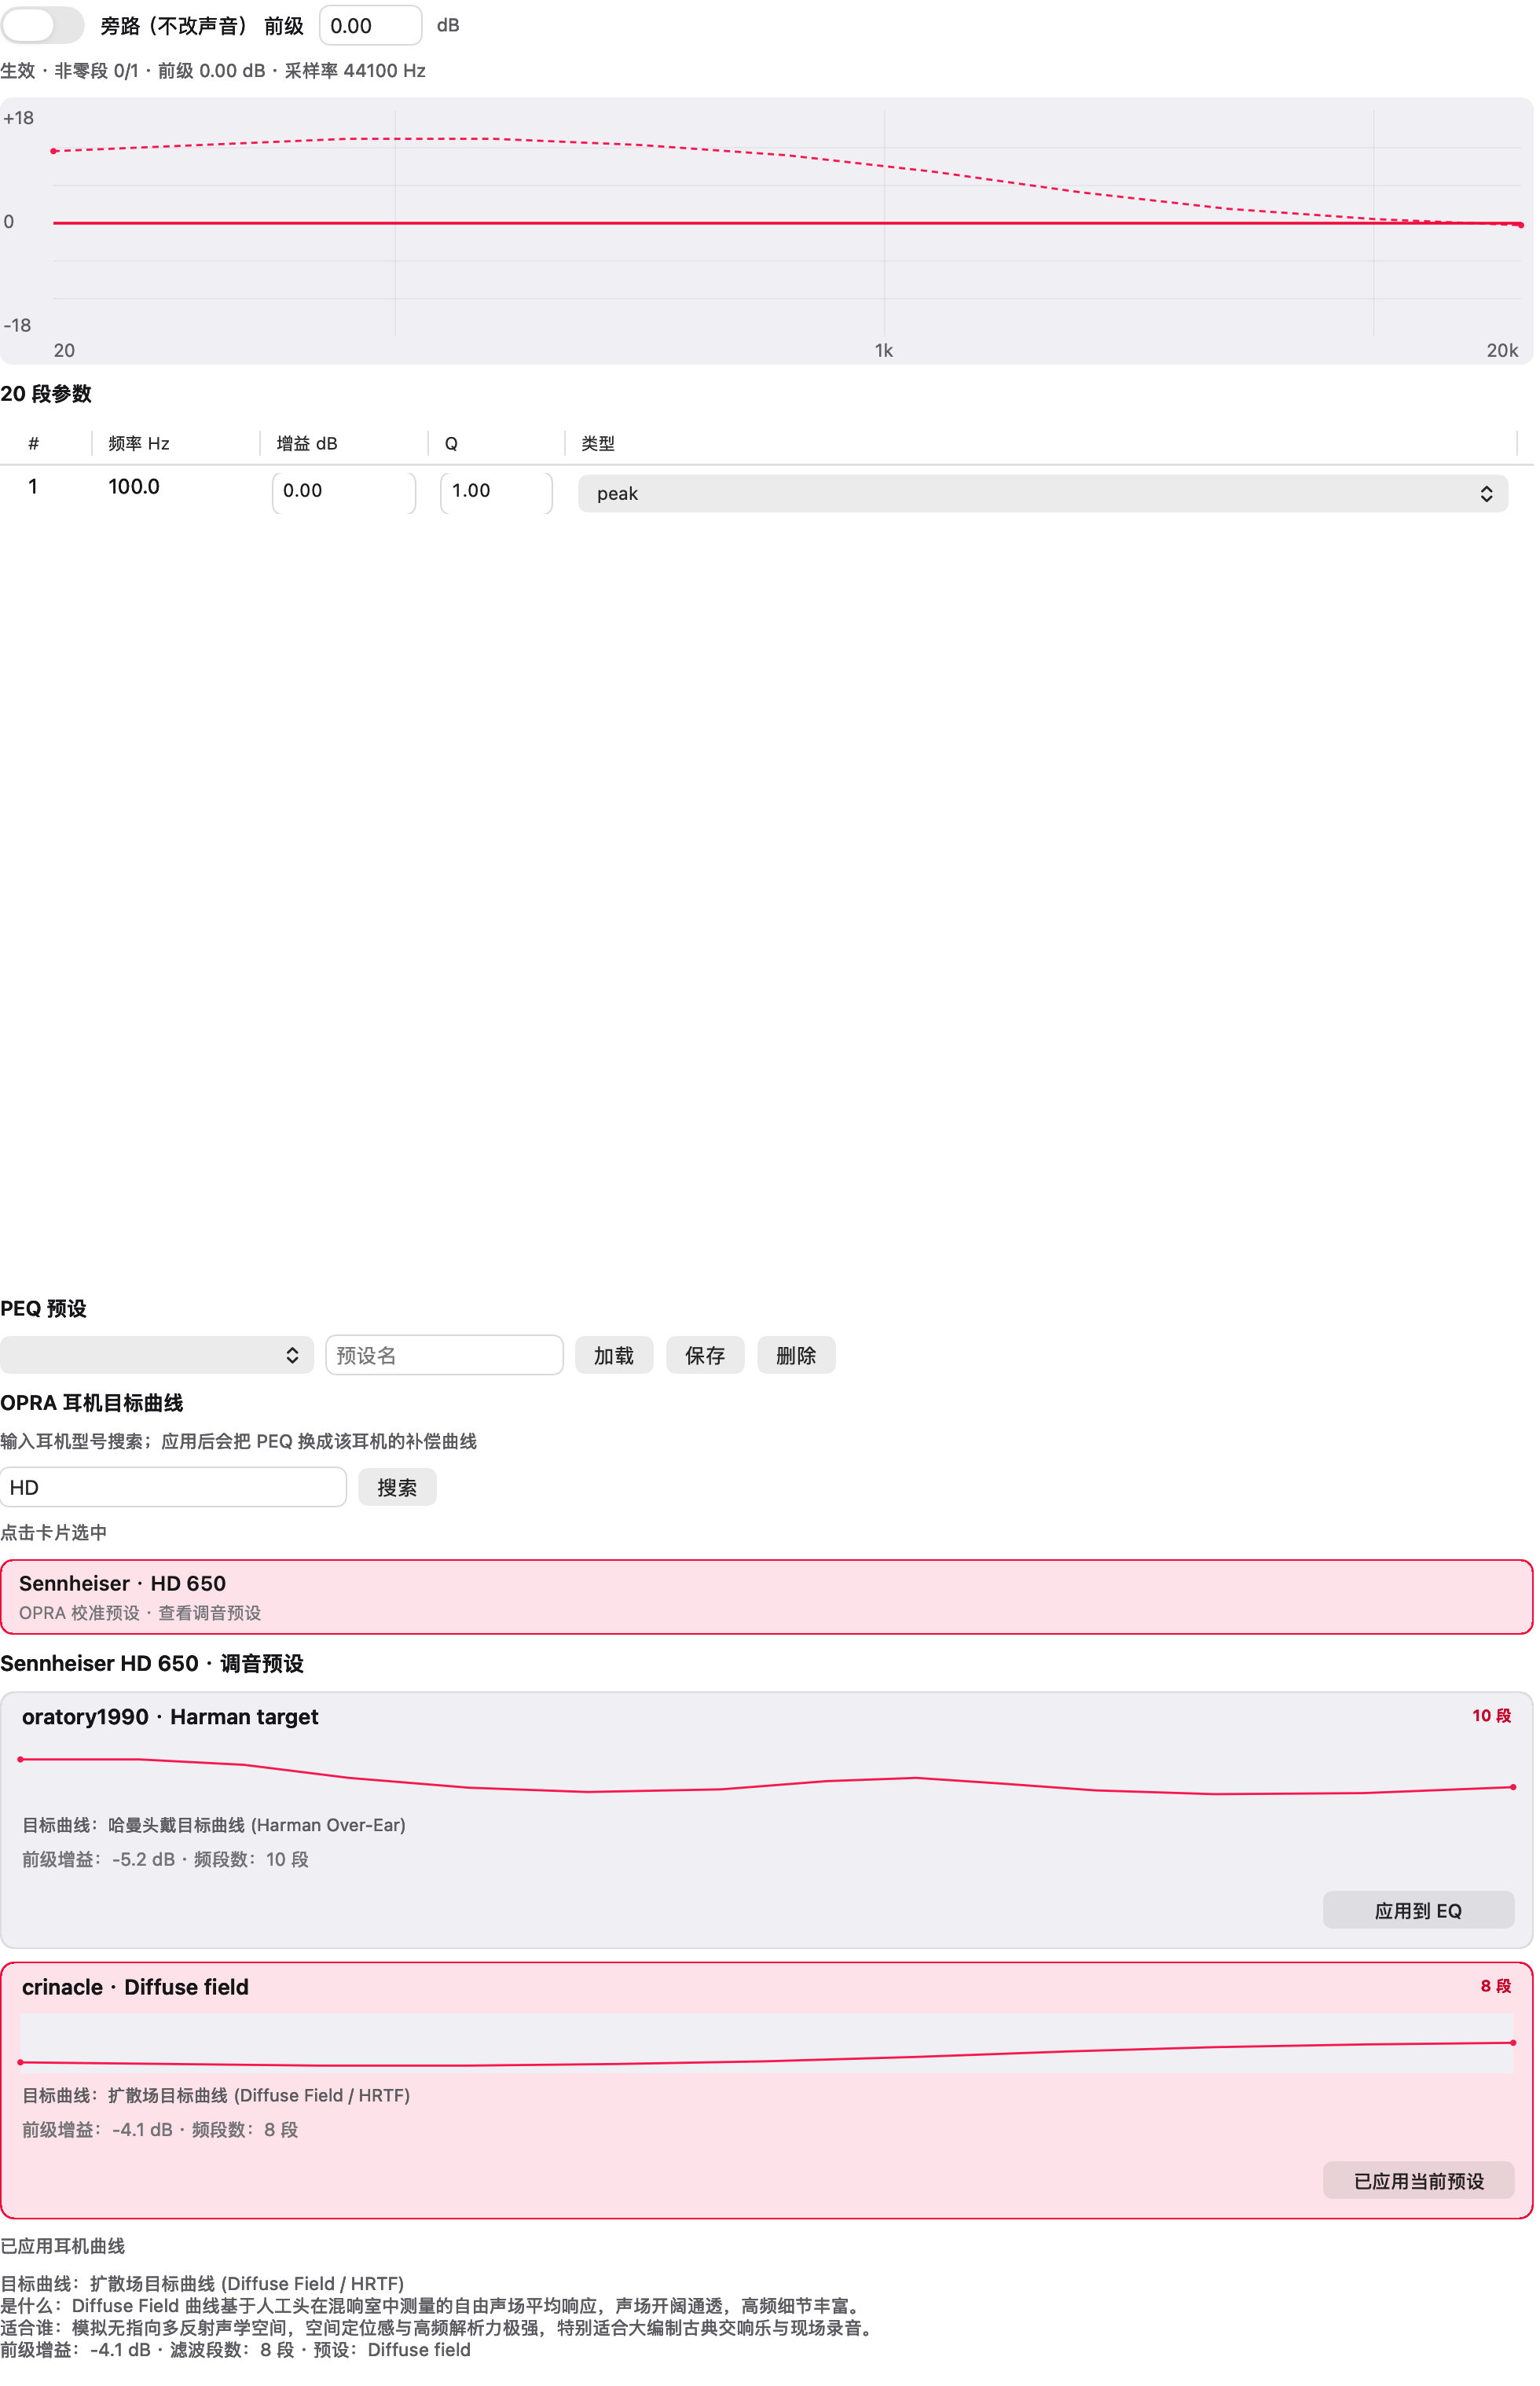 旁路（不改声音） 前级 0.00 dB
生效 · 非零段 0/1 · 前级 0.00 dB · 采样率 44100 Hz
+18
0
-18
20 1k 20k
20 段参数
# 频率 Hz 增益 dB Q 类型
1 100.0 0.00 1.00 peak
PEQ 预设
预设名 加载 保存 删除
OPRA 耳机目标曲线
输入耳机型号搜索；应用后会把 PEQ 换成该耳机的补偿曲线
HD 搜索
点击卡片选中
Sennheiser · HD 650
OPRA 校准预设 · 查看调音预设
Sennheiser HD 650 · 调音预设
oratory1990 · Harman target 10 段
目标曲线：哈曼头戴目标曲线 (Harman Over-Ear)
前级增益：-5.2 dB · 频段数：10 段
应用到 EQ
crinacle · Diffuse field 8 段
目标曲线：扩散场目标曲线 (Diffuse Field / HRTF)
前级增益：-4.1 dB · 频段数：8 段
已应用当前预设
已应用耳机曲线
目标曲线：扩散场目标曲线 (Diffuse Field / HRTF)
是什么：Diffuse Field 曲线基于人工头在混响室中测量的自由声场平均响应，声场开阔通透，高频细节丰富。
适合谁：模拟无指向多反射声学空间，空间定位感与高频解析力极强，特别适合大编制古典交响乐与现场录音。
前级增益：-4.1 dB · 滤波段数：8 段 · 预设：Diffuse field